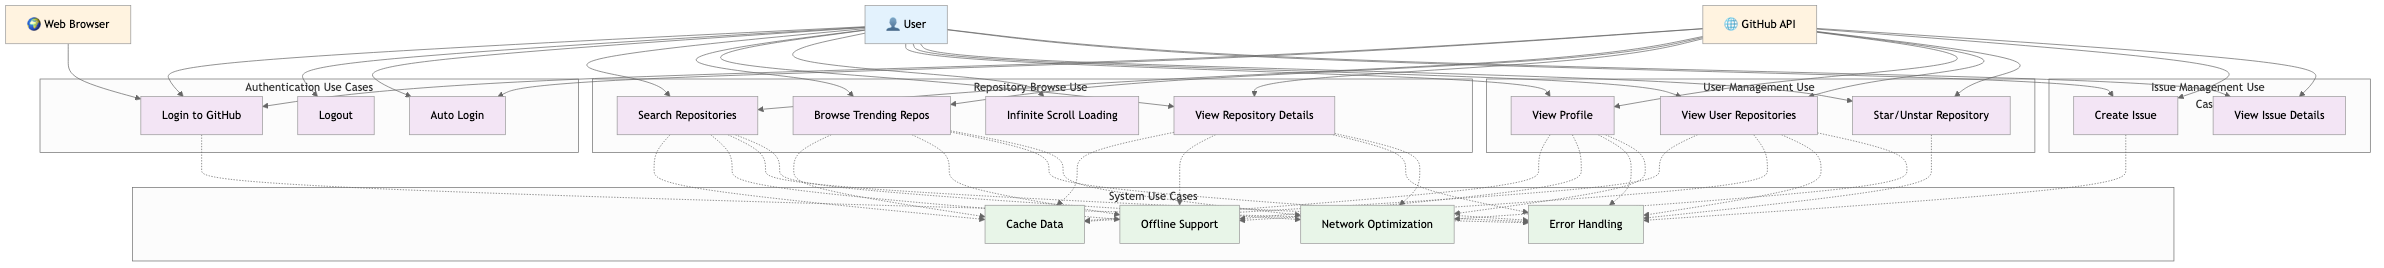 🌍 Web Browser
👤 User
🌐 GitHub API
Authentication Use Cases
Repository Browse Use
User Management Use
Issue Management Use
Cas
Login to GitHub
Logout
Auto Login
Search Repositories
Browse Trending Repos
Infinite Scroll Loading
View Repository Details
View Profile
View User Repositories
Star/Unstar Repository
Create Issue
View Issue Details
System Use Cases
Cache Data
Offline Support
Network Optimization
Error Handling